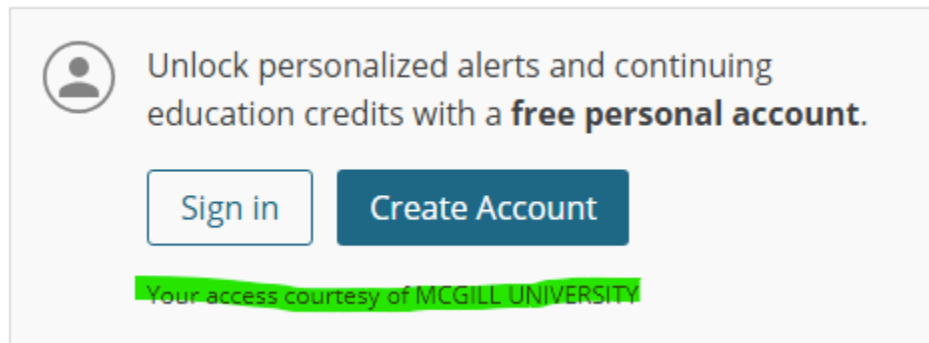 Unlock personalized alerts and continuing
education credits with a free personal account.
Sign in
Create Account
Your access courtesy of MCGILL UNIVERSITY